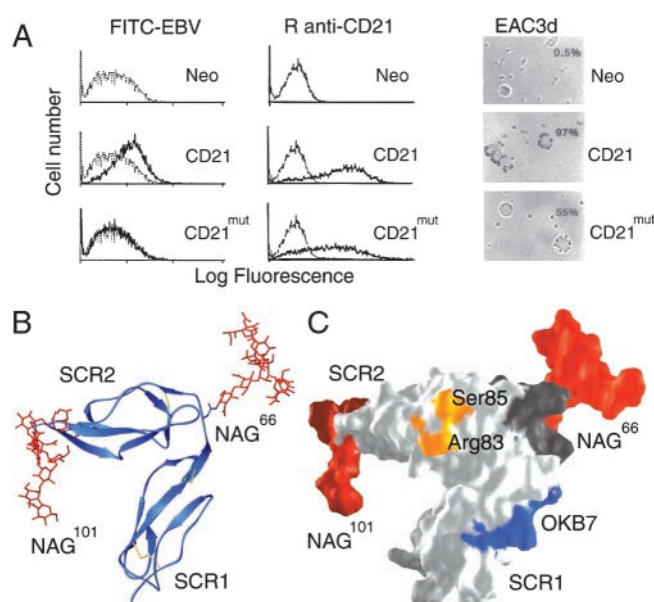 A
FITC-EBV
R anti-CD21
EAC3d
Neo
Neo
0.5%
Neo
Cell number
CD21
CD21
97%
CD21
CD21mut
CD21mut
55%
CD21mut
Log Fluorescence
B
C
SCR2
SCR2
Ser85
NAG66
Arg83
NAG66
NAG101
OKB7
NAG101
SCR1
SCR1